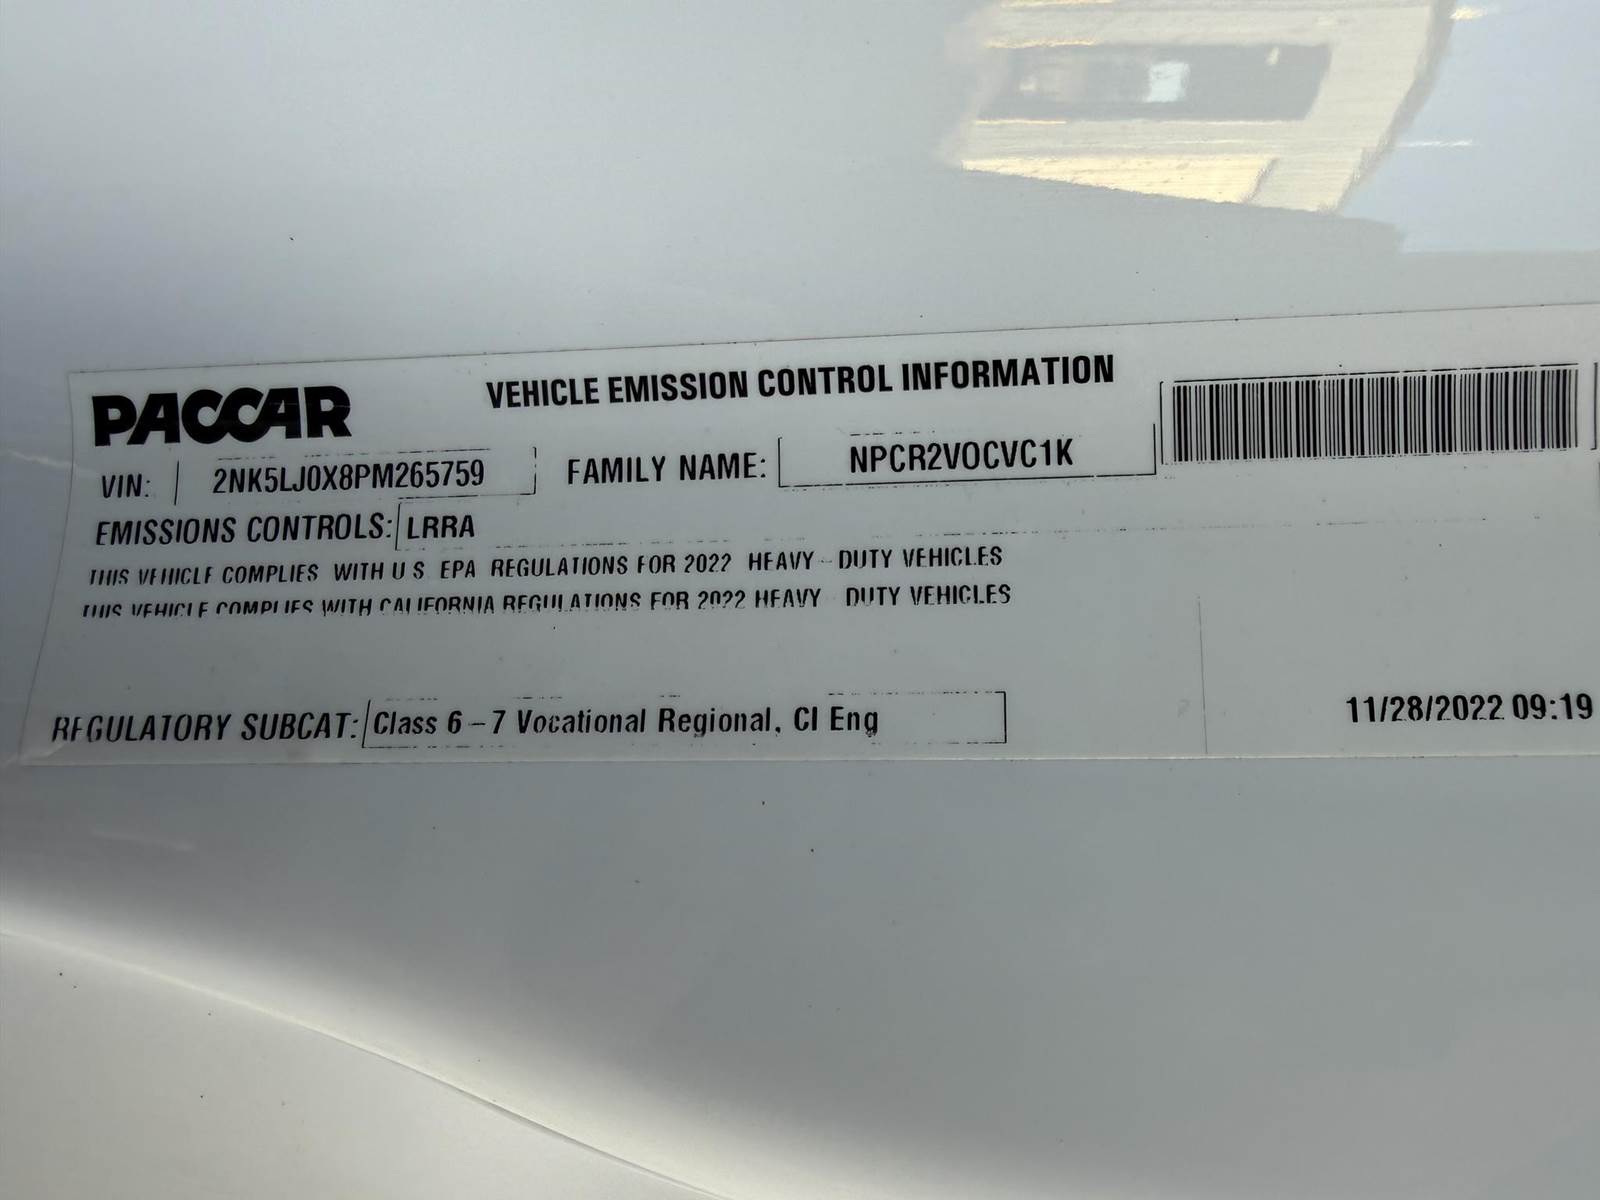 PACCAR VEHICLE EMISSION CONTROL INFORMATION
VIN: 2NK5LJ0X8PM265759 FAMILY NAME: NPCR2VOCVC1K
EMISSIONS CONTROLS: LRRA
THIS VEHICLE COMPLIES WITH U S EPA REGULATIONS FOR 2022 HEAVY-DUTY VEHICLES
THIS VEHICLE COMPLIES WITH CALIFORNIA REGULATIONS FOR 2022 HEAVY DUTY VEHICLES
REGULATORY SUBCAT: Class 6-7 Vocational Regional, CI Eng 11/28/2022 09:19